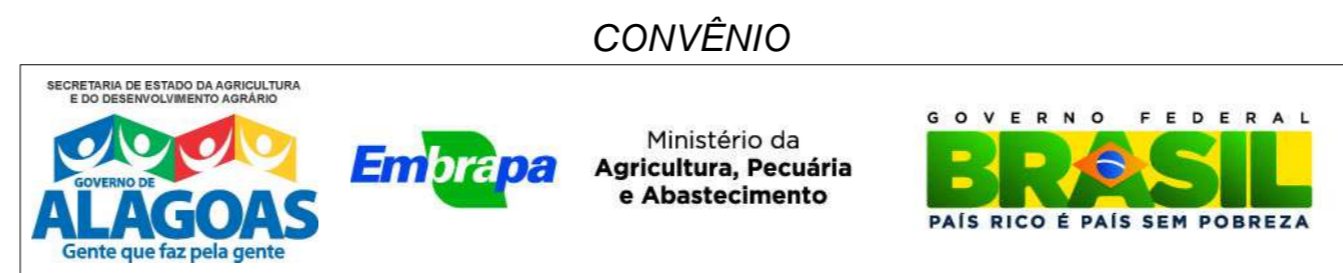 CONVÊNIO
SECRETARIA DE ESTADO DA AGRICULTURA
E DO DESENVOLVIMENTO AGRÁRIO
GOVERNO DE
ALAGOAS
Gente que faz pela gente
Embrapa
Ministério da
Agricultura, Pecuária
e Abastecimento
GOVERNO FEDERAL
BRASIL
PAÍS RICO É PAÍS SEM POBREZA